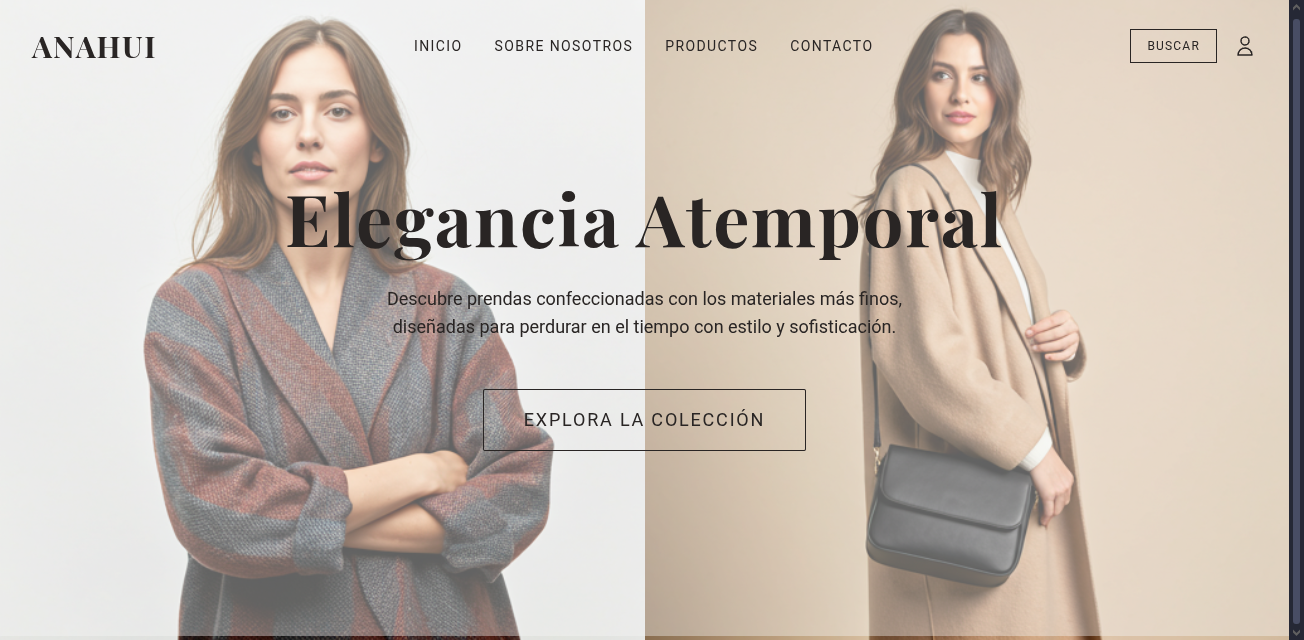 ANAHUI
INICIO
SOBRE NOSOTROS
PRODUCTOS
CONTACTO
BUSCAR
Elegancia Atemporal
Descubre prendas confeccionadas con los materiales más finos,
diseñadas para perdurar en el tiempo con estilo y sofisticación.
EXPLORA LA COLECCIÓN